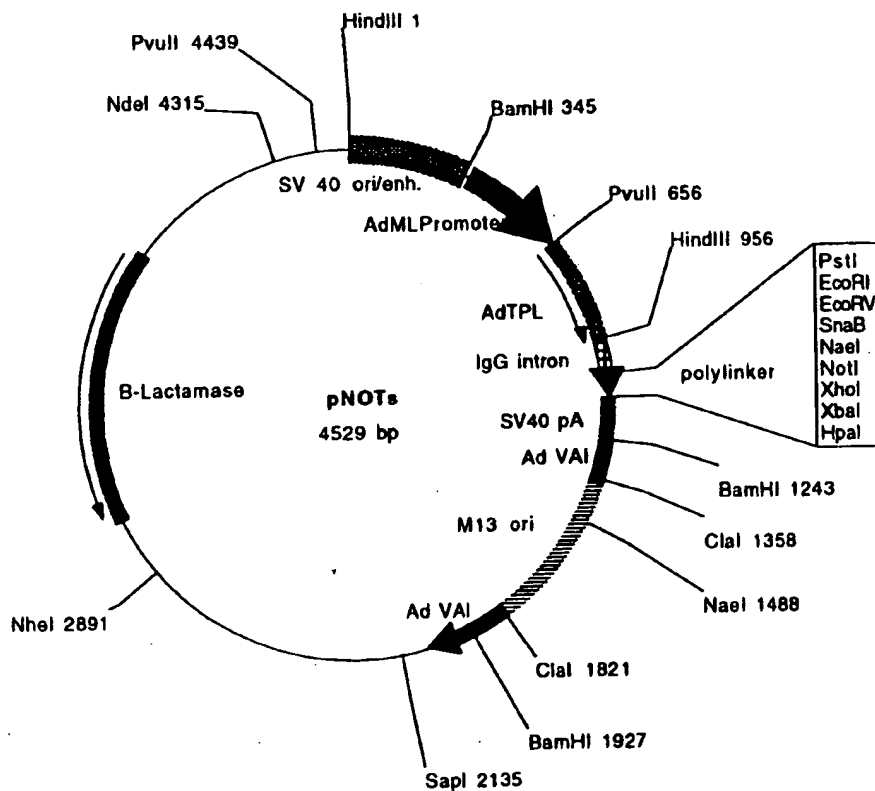 HindIII 1
PvuII 4439
NdeI 4315
BamHI 345
SV 40 ori/enh.
AdMLPromoter
PvuII 656
HindIII 956
AdTPL
IgG intron
polylinker
PstI
EcoRI
EcoRV
SnaB
NaeI
NotI
XhoI
XbaI
HpaI
B-Lactamase
pNOTs
4529 bp
SV40 pA
Ad VAI
BamHI 1243
M13 ori
ClaI 1358
NaeI 1488
NheI 2891
Ad VAI
ClaI 1821
BamHI 1927
SapI 2135